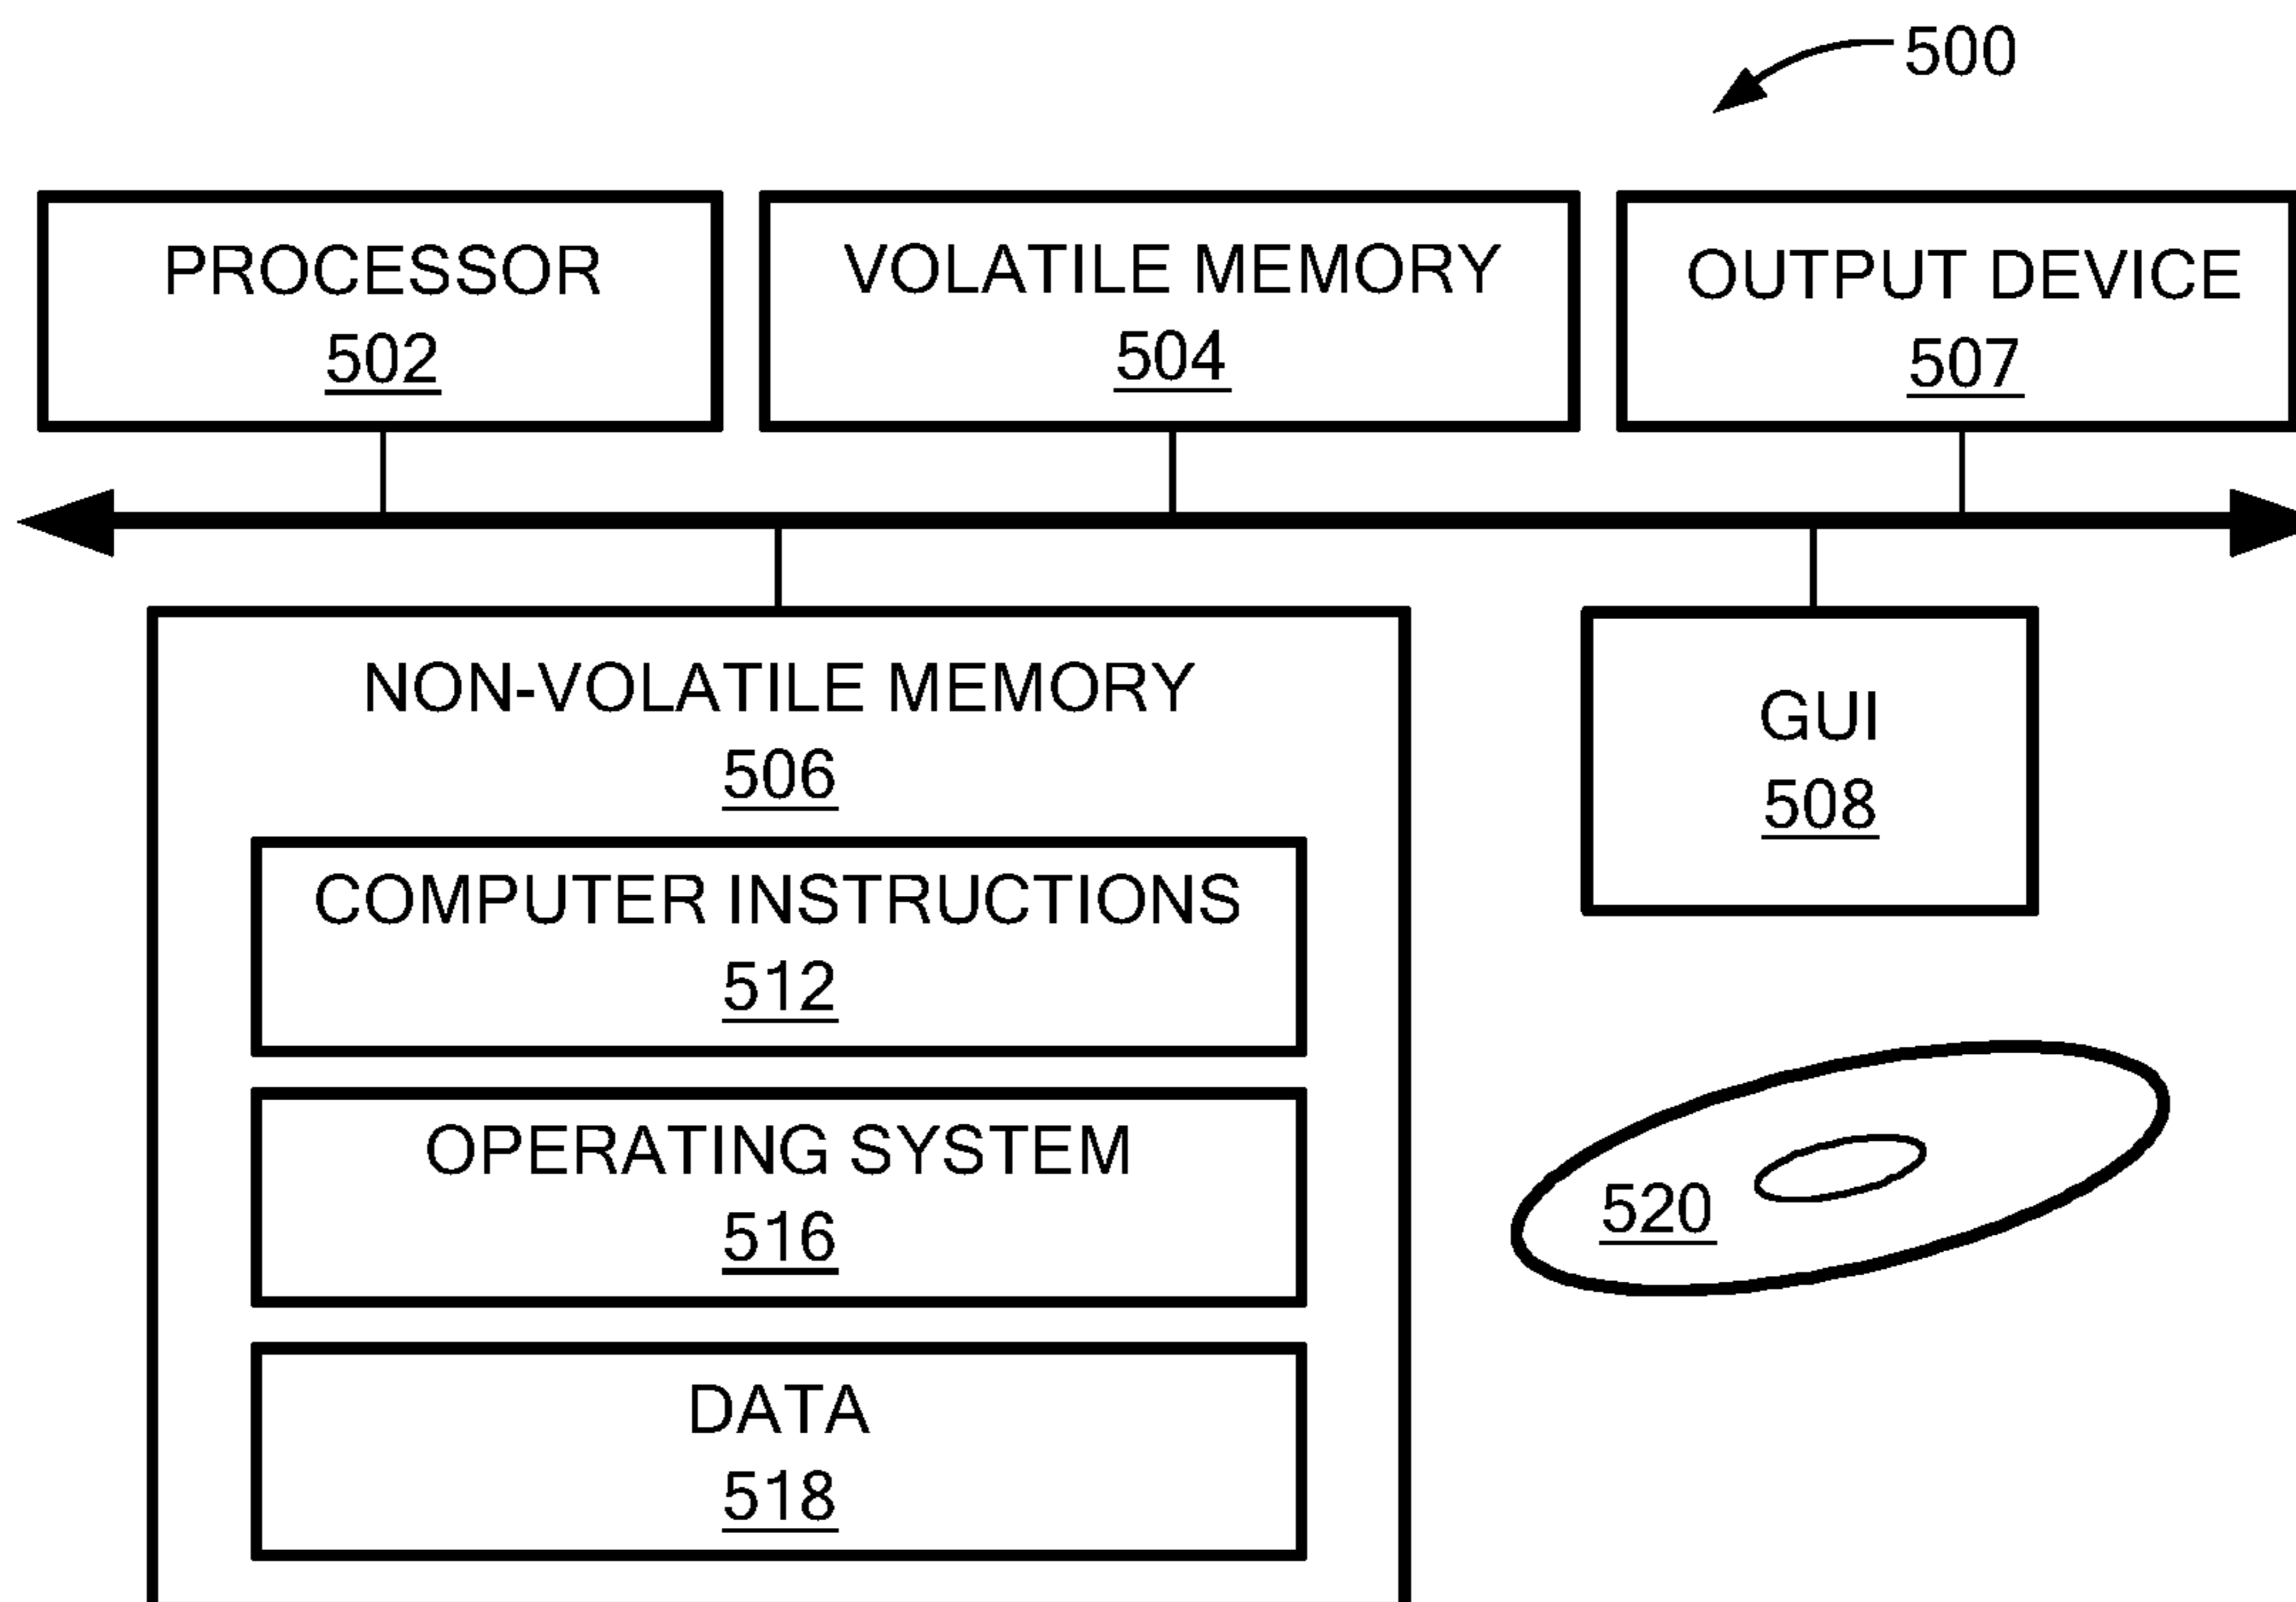 500
PROCESSOR
502
VOLATILE MEMORY
504
OUTPUT DEVICE
507
NON-VOLATILE MEMORY
506
COMPUTER INSTRUCTIONS
512
OPERATING SYSTEM
516
DATA
518
GUI
508
520